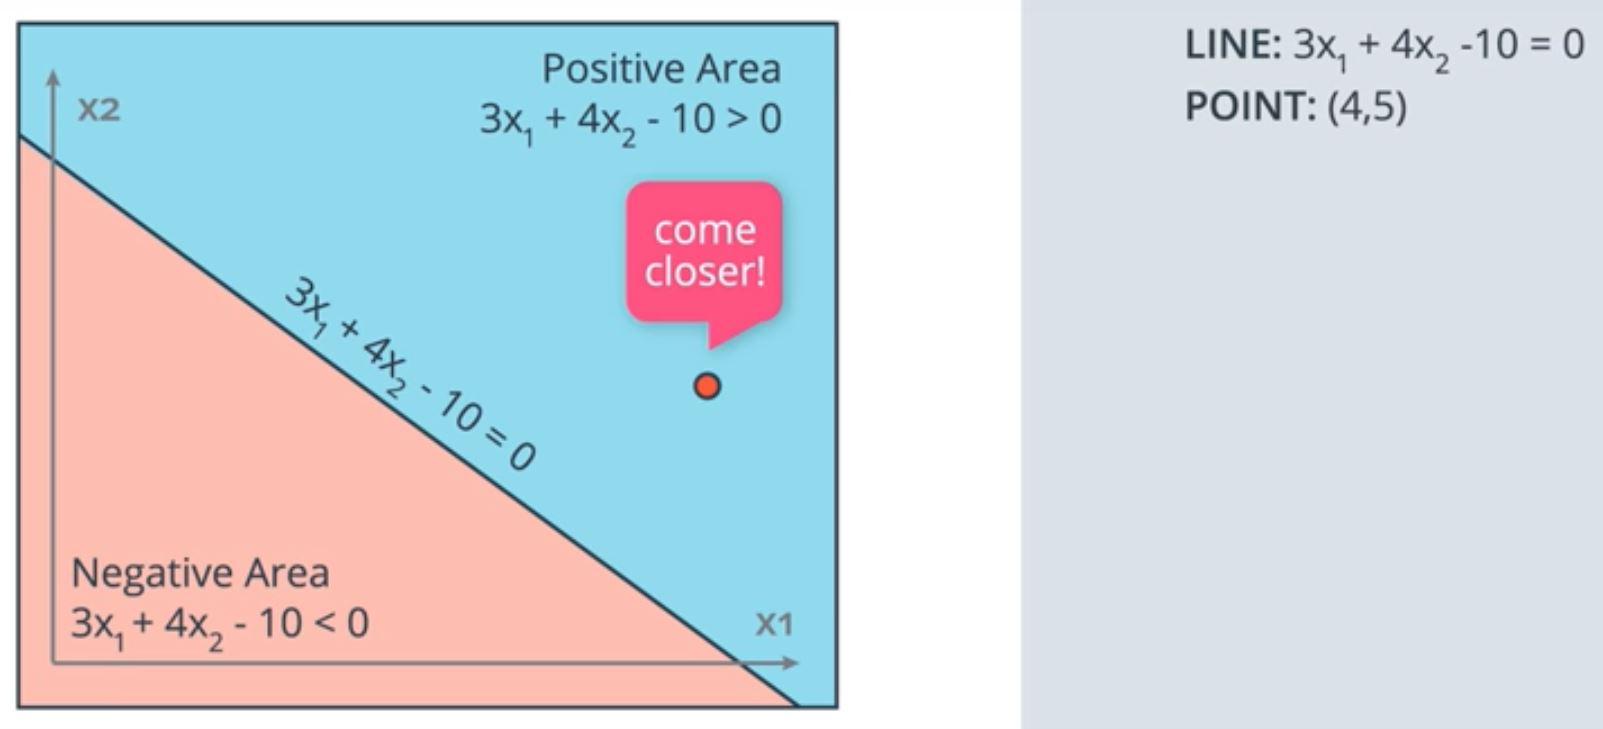 Positive Area
3x₁ + 4x₂ - 10 > 0
X2
come
closer!
3x₁ + 4x₂ - 10 = 0
Negative Area
3x₁ + 4x₂ - 10 < 0
X1
LINE: 3x₁ + 4x₂ -10 = 0
POINT: (4,5)